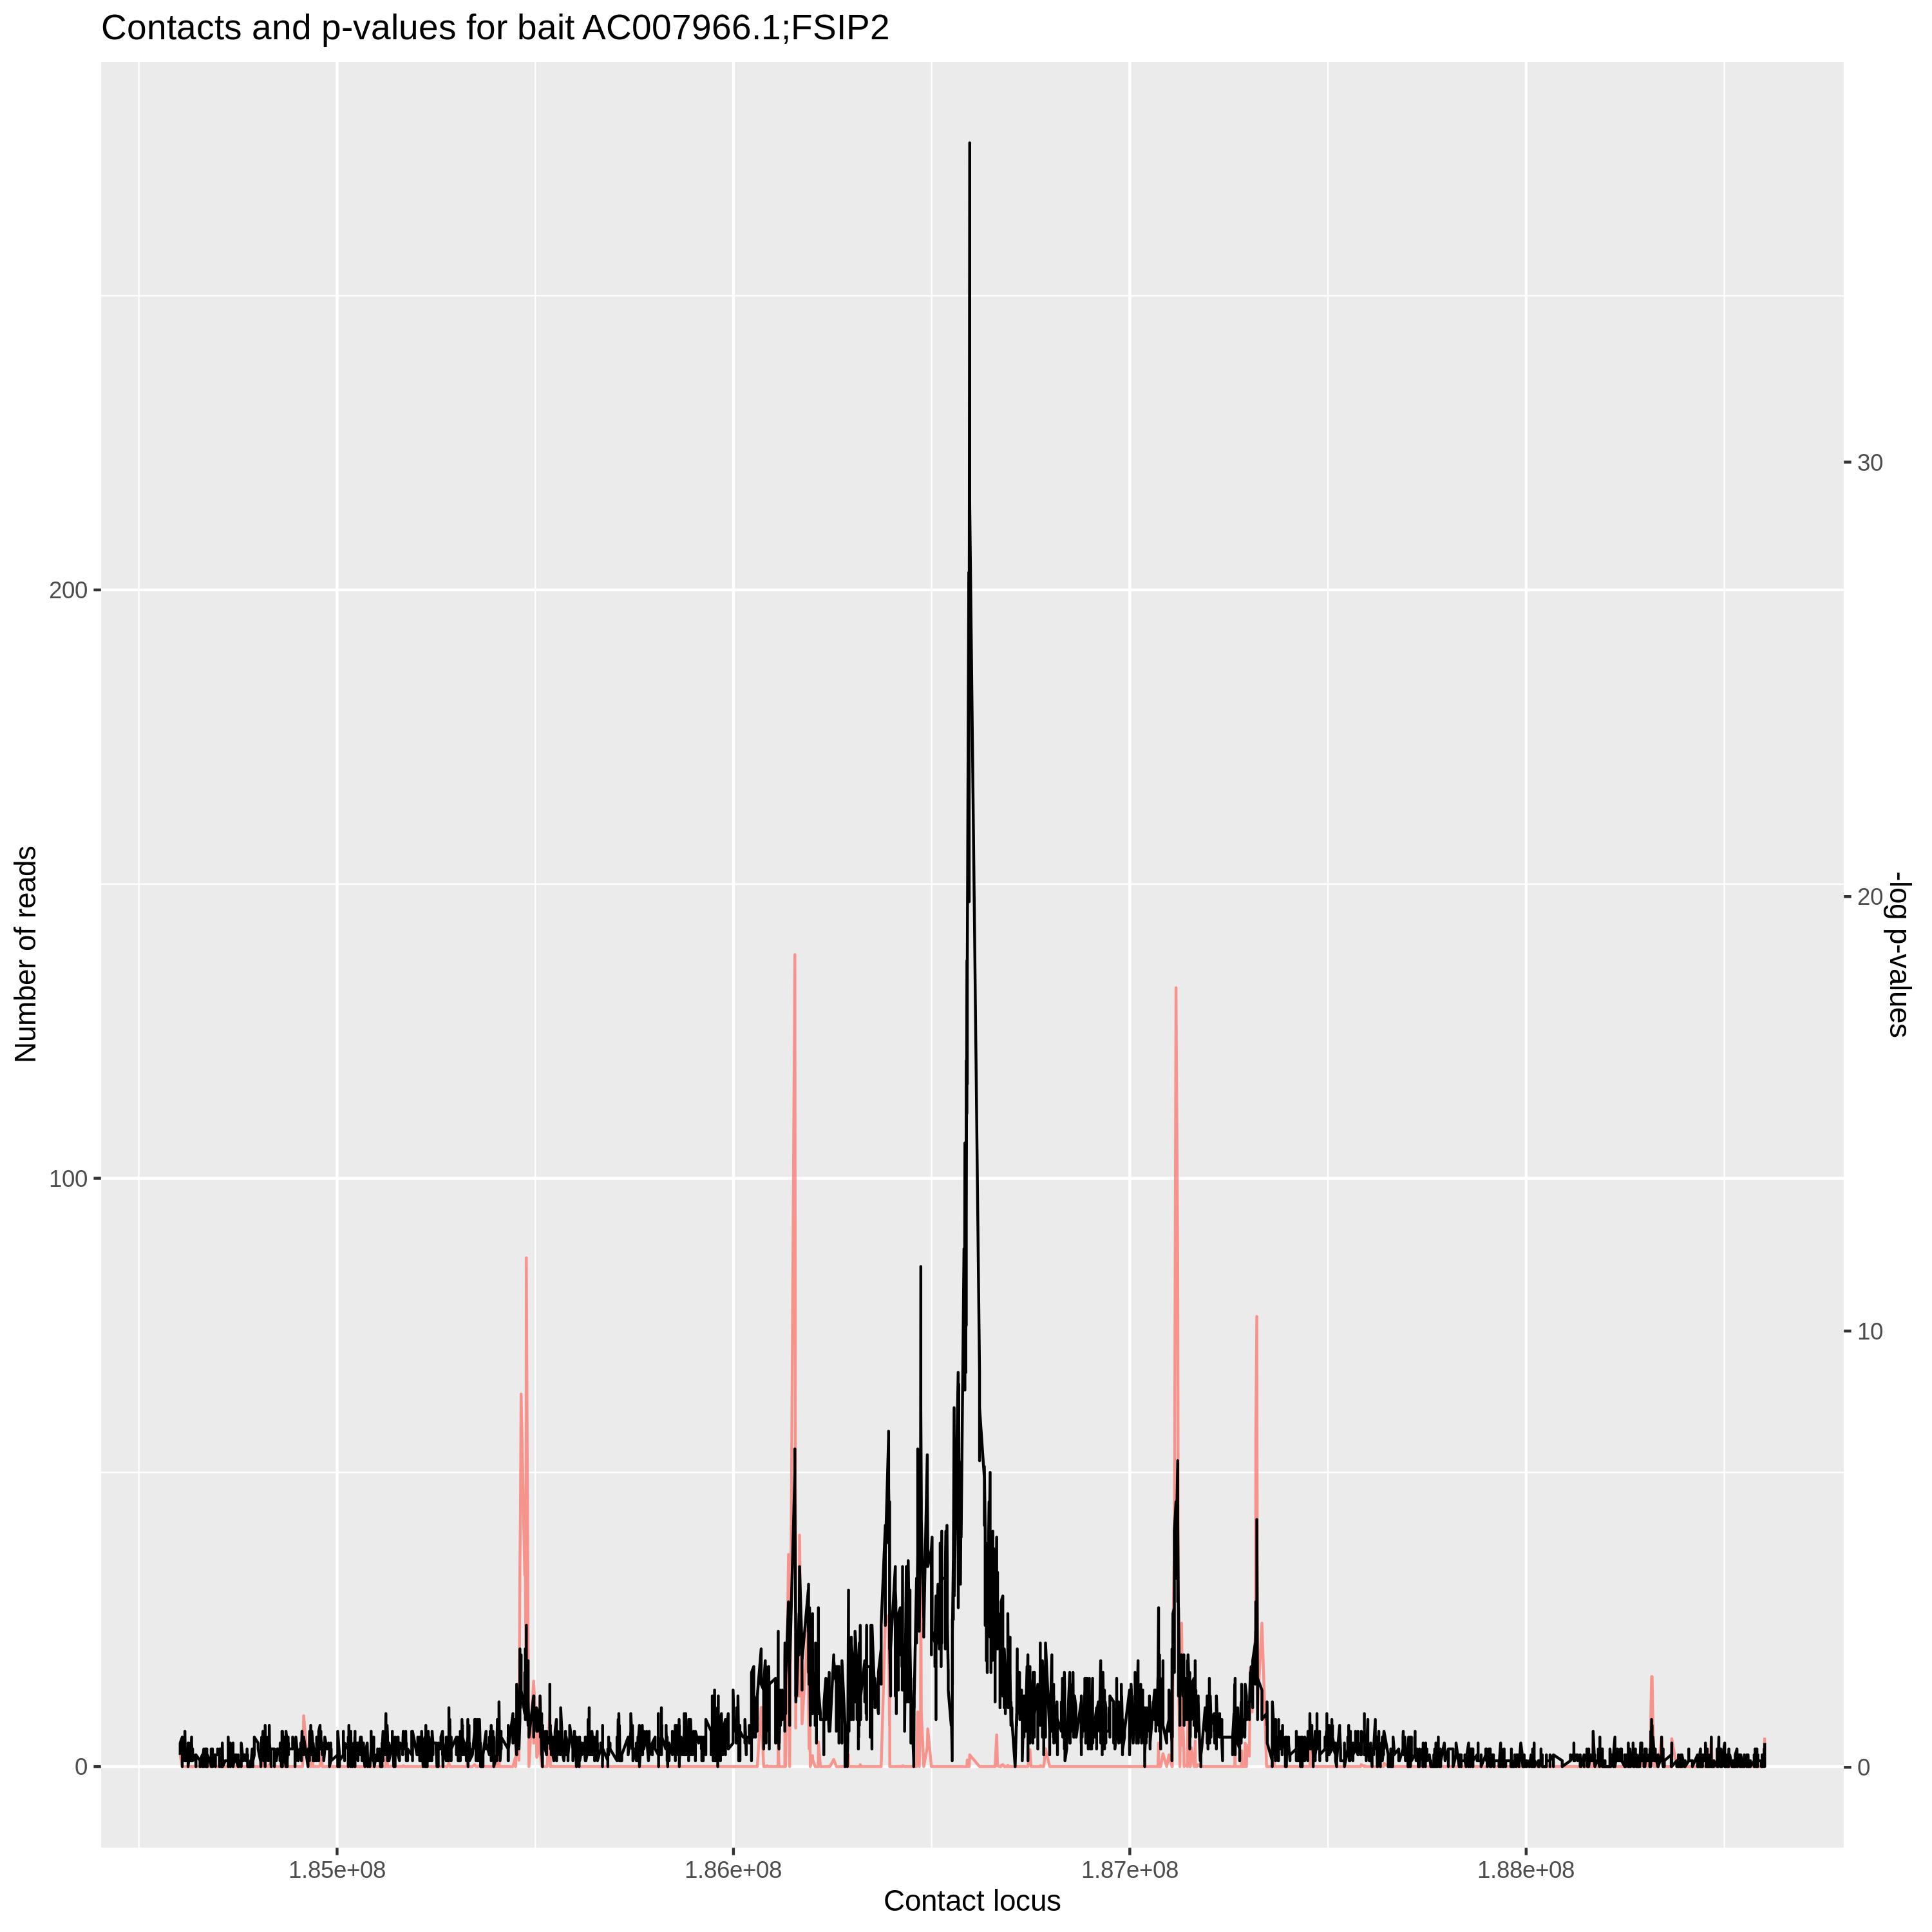 Contacts and p-values for bait AC007966.1;FSIP2
Number of reads
200
100
0
30
20
10
0
-log p-values
1.85e+08
1.86e+08
1.87e+08
1.88e+08
Contact locus